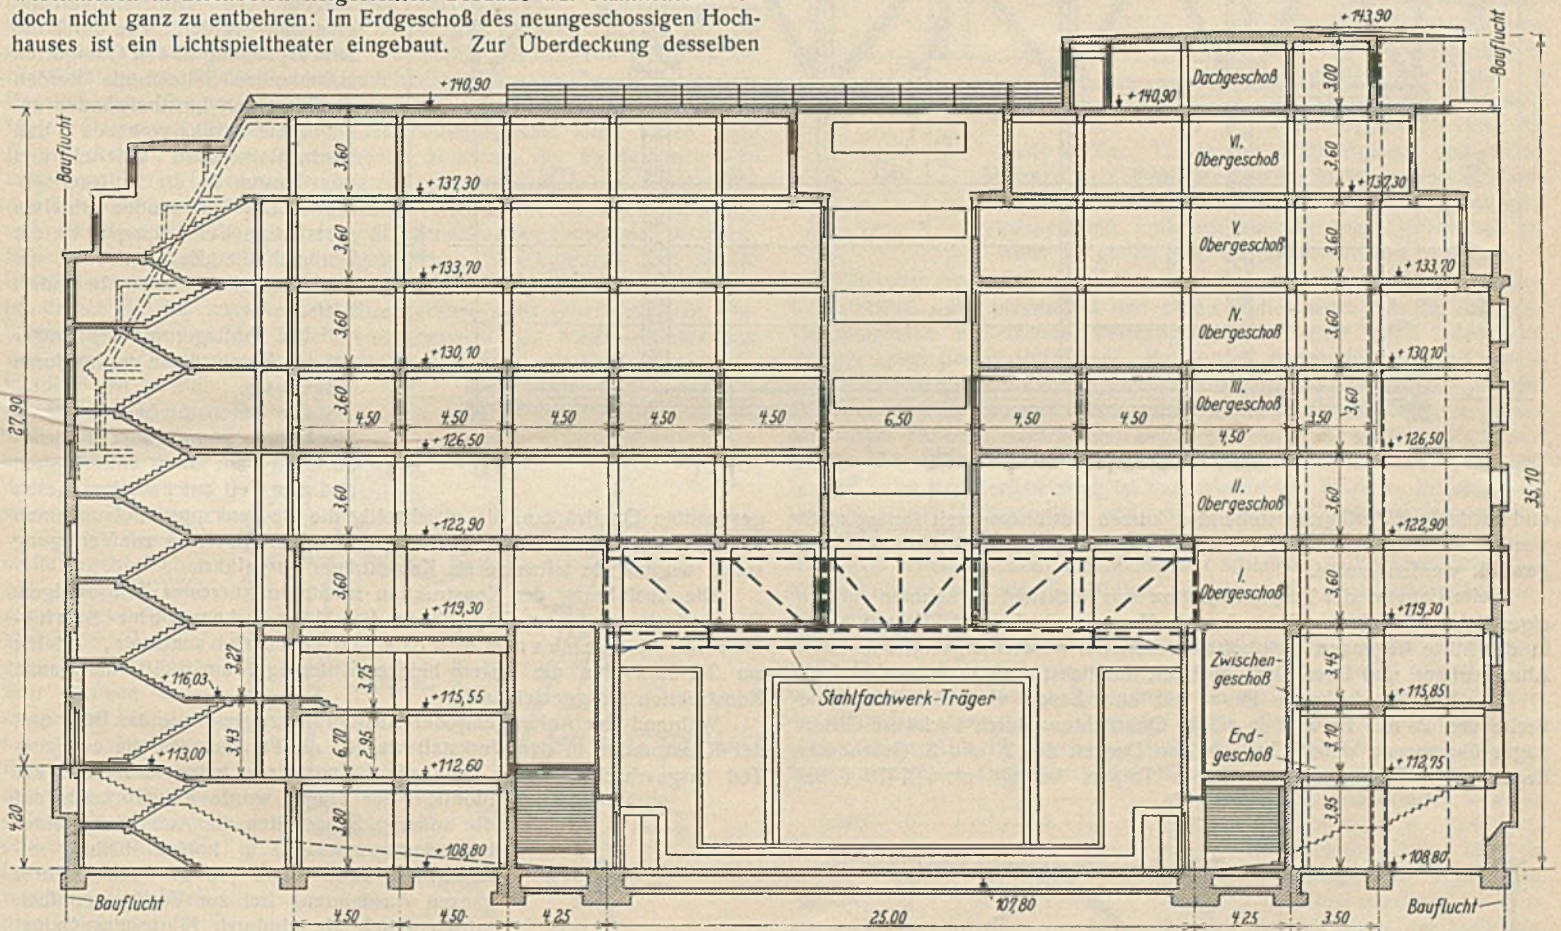 doch nicht ganz zu entbehren: Im Erdgeschoß des neungeschossigen Hoch-
hauses ist ein Lichtspieltheater eingebaut. Zur Überdeckung desselben
+143,90
Bauflucht
Dachgeschoß
3,00
+140,90
+140,90
Bauflucht
3,60
VI.
Obergeschoß
3,60
+137,30
+137,30
3,60
V.
Obergeschoß
3,60
+133,70
+133,70
3,60
IV.
Obergeschoß
3,60
+130,10
+130,10
27,90
3,60
III.
Obergeschoß
3,60
4,50
4,50
4,50
4,50
4,50
6,50
4,50
4,50
4,50
3,50
+126,50
+126,50
3,60
II.
Obergeschoß
3,60
35,10
+122,90
+122,90
3,60
I.
Obergeschoß
3,60
+119,30
+119,30
3,27
3,75
Zwischen-
geschoß
3,45
+116,03
+115,55
Stahlfachwerk-Träger
+115,85
3,43
6,70
2,95
Erd-
geschoß
3,10
+113,00
+112,60
+112,75
4,20
3,80
3,95
+108,80
+108,80
107,80
Bauflucht
Bauflucht
4,50
4,50
4,25
25,00
4,25
3,50